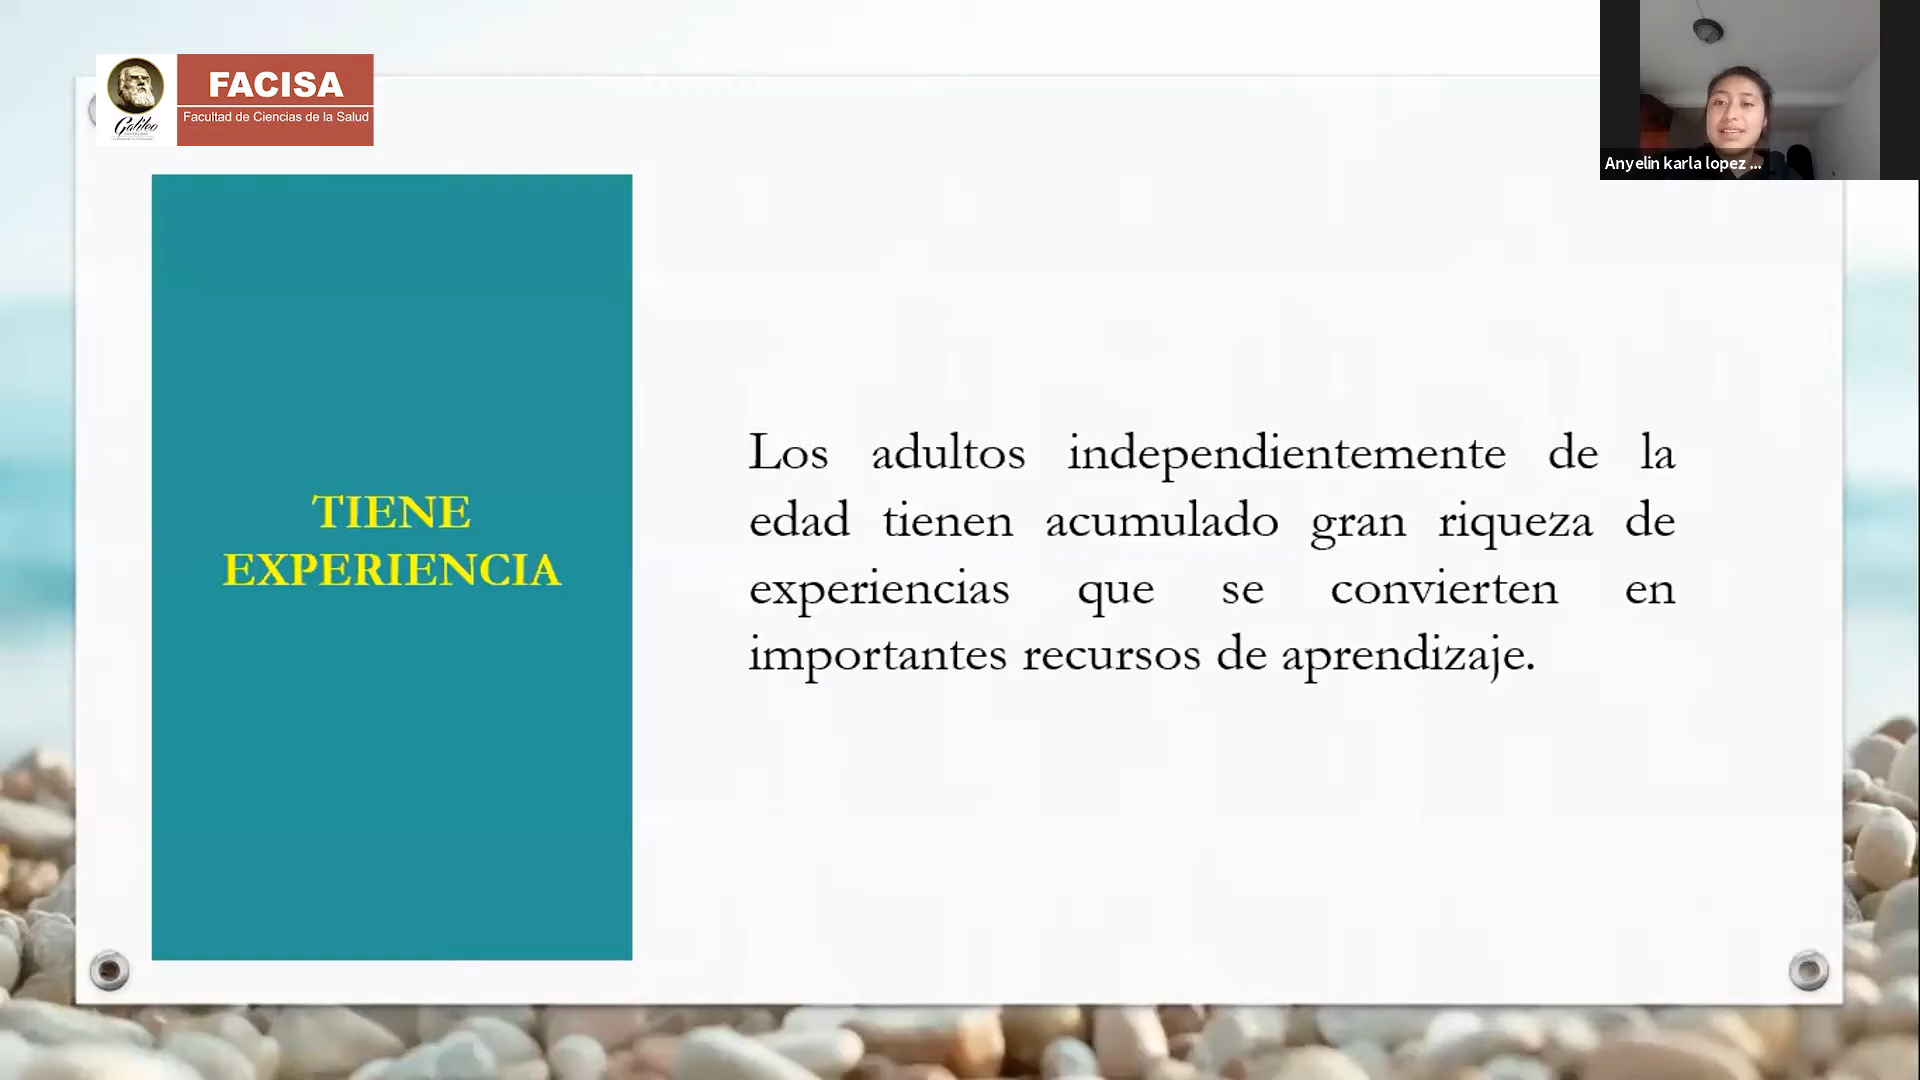 FACISA
Facultad de Ciencias de la Salud
Galileo
Anyelin karla lopez ...
TIENE
EXPERIENCIA
Los adultos independientemente de la
edad tienen acumulado gran riqueza de
experiencias que se convierten en
importantes recursos de aprendizaje.